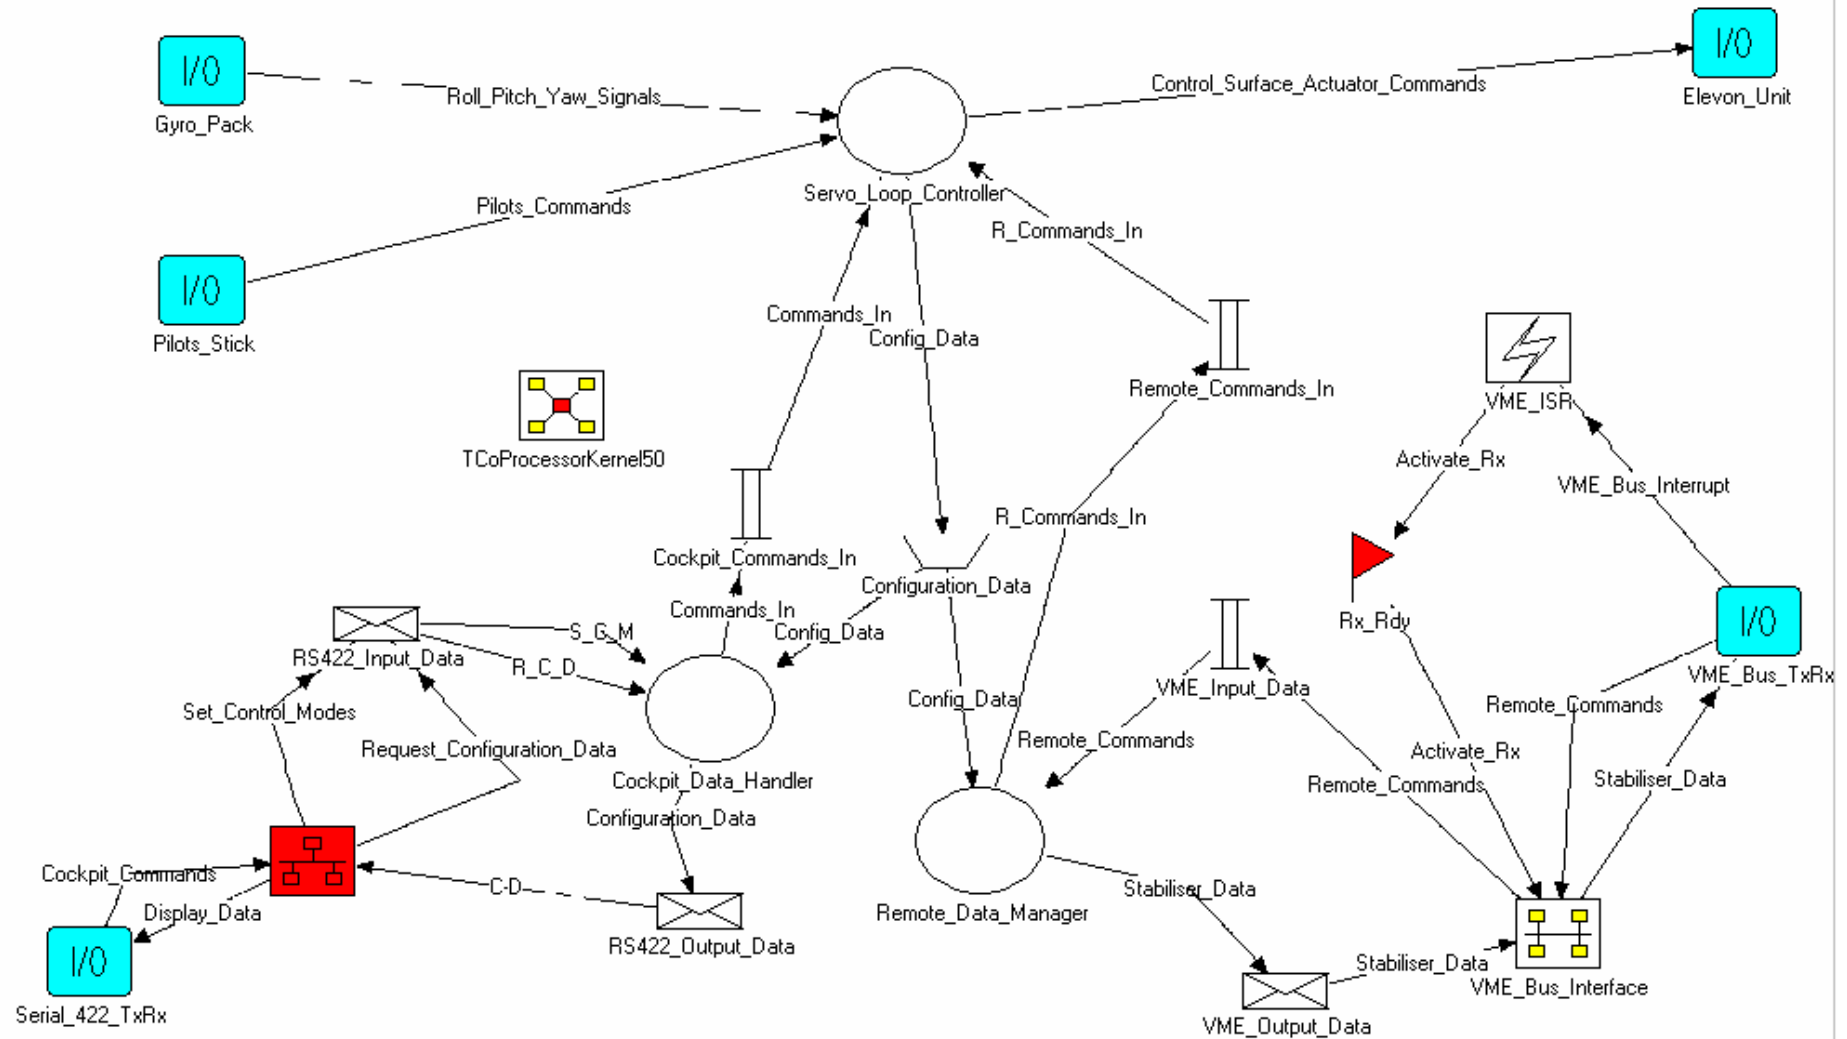 I/O
I/O
Control_Surface_Actuator_Commands
Roll_Pitch_Yaw_Signals
Elevon_Unit
Gyro_Pack
Servo_Loop_Controller
Pilots_Commands
R_Commands_In
I/O
Commands_In
Config_Data
Pilots_Stick
Remote_Commands_In
VME_ISR
TCoProcessorKernel50
Activate_Rx
VME_Bus_Interrupt
R_Commands_In
Cockpit_Commands_In
Configuration_Data
Commands_In
Rx_Rdy
I/O
S_C_M
Config_Data
RS422_Input_Data
R_C_D
VME_Input_Data
VME_Bus_TxRx
Config_Data
Remote_Commands
Set_Control_Modes
Remote_Commands
Request_Configuration_Data
Activate_Rx
Cockpit_Data_Handler
Remote_Commands
Stabiliser_Data
Configuration_Data
Cockpit_Commands
C-D
Stabiliser_Data
Display_Data
Remote_Data_Manager
RS422_Output_Data
I/O
Stabiliser_Data
VME_Bus_Interface
Serial_422_TxRx
VME_Output_Data